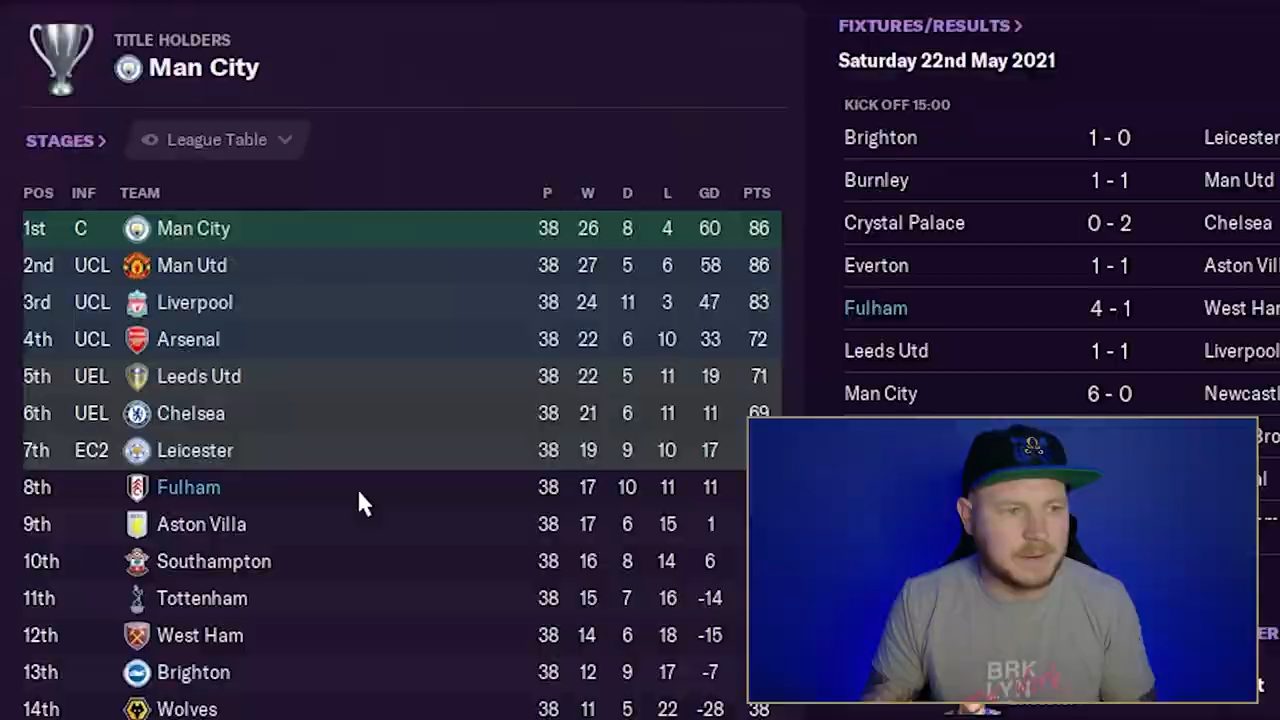 TITLE HOLDERS
Man City
STAGES > League Table
POS INF TEAM P W D L GD PTS
1st C Man City 38 26 8 4 60 86
2nd UCL Man Utd 38 27 5 6 58 86
3rd UCL Liverpool 38 24 11 3 47 83
4th UCL Arsenal 38 22 6 10 33 72
5th UEL Leeds Utd 38 22 5 11 19 71
6th UEL Chelsea 38 21 6 11 11 69
7th EC2 Leicester 38 19 9 10 17
8th Fulham 38 17 10 11 11
9th Aston Villa 38 17 6 15 1
10th Southampton 38 16 8 14 6
11th Tottenham 38 15 7 16 -14
12th West Ham 38 14 6 18 -15
13th Brighton 38 12 9 17 -7
14th Wolves 38 11 5 22 -28 38
FIXTURES/RESULTS >
Saturday 22nd May 2021
KICK OFF 15:00
Brighton 1 - 0 Leicester
Burnley 1 - 1 Man Utd
Crystal Palace 0 - 2 Chelsea
Everton 1 - 1 Aston Vil
Fulham 4 - 1 West Har
Leeds Utd 1 - 1 Liverpool
Man City 6 - 0 Newcastl
BRK
LYN